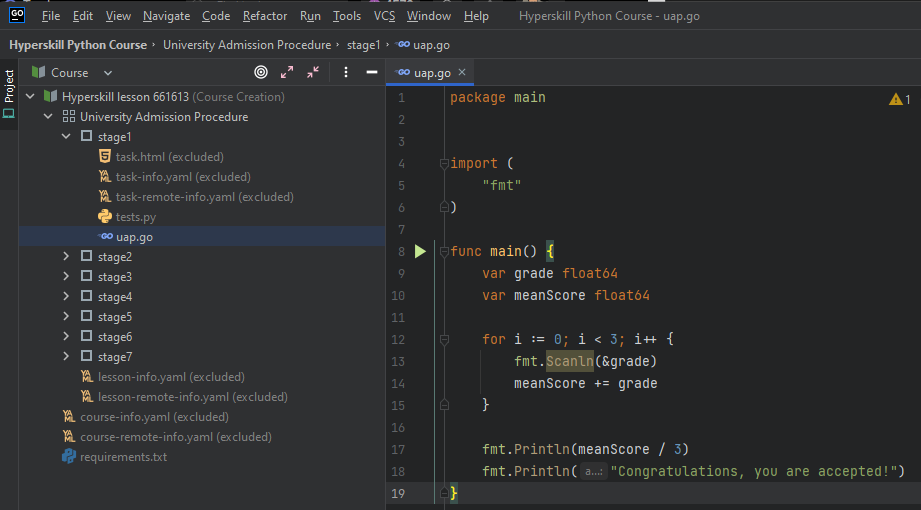 GO File Edit View Navigate Code Refactor Run Tools VCS Window Help Hyperskill Python Course - uap.go
Hyperskill Python Course › University Admission Procedure › stage1 › uap.go
Project
Course
Hyperskill lesson 661613 (Course Creation)
University Admission Procedure
stage1
task.html (excluded)
task-info.yaml (excluded)
task-remote-info.yaml (excluded)
tests.py
uap.go
stage2
stage3
stage4
stage5
stage6
stage7
lesson-info.yaml (excluded)
lesson-remote-info.yaml (excluded)
course-info.yaml (excluded)
course-remote-info.yaml (excluded)
requirements.txt
uap.go ×
1 package main
2
3
4 import (
5 "fmt"
6 )
7
8 func main() {
9 var grade float64
10 var meanScore float64
11
12 for i := 0; i < 3; i++ {
13 fmt.Scanln(&grade)
14 meanScore += grade
15 }
16
17 fmt.Println(meanScore / 3)
18 fmt.Println( a...: "Congratulations, you are accepted!")
19 }
1